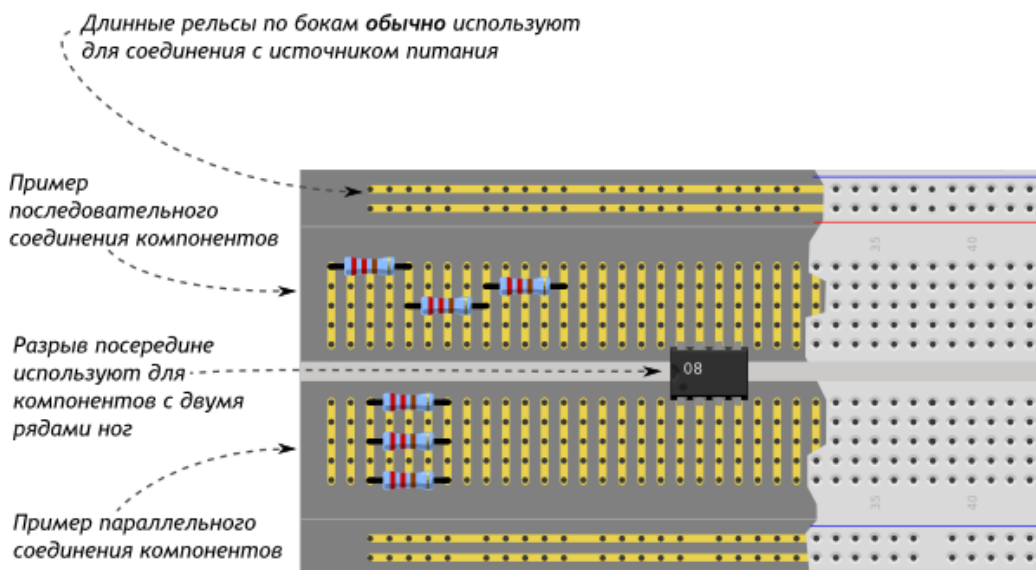 Длинные рельсы по бокам обычно используют
для соединения с источником питания
Пример
последовательного
соединения компонентов
35
40
Разрыв посередине
используют для
компонентов с двумя
рядами ног
08
35
40
Пример параллельного
соединения компонентов